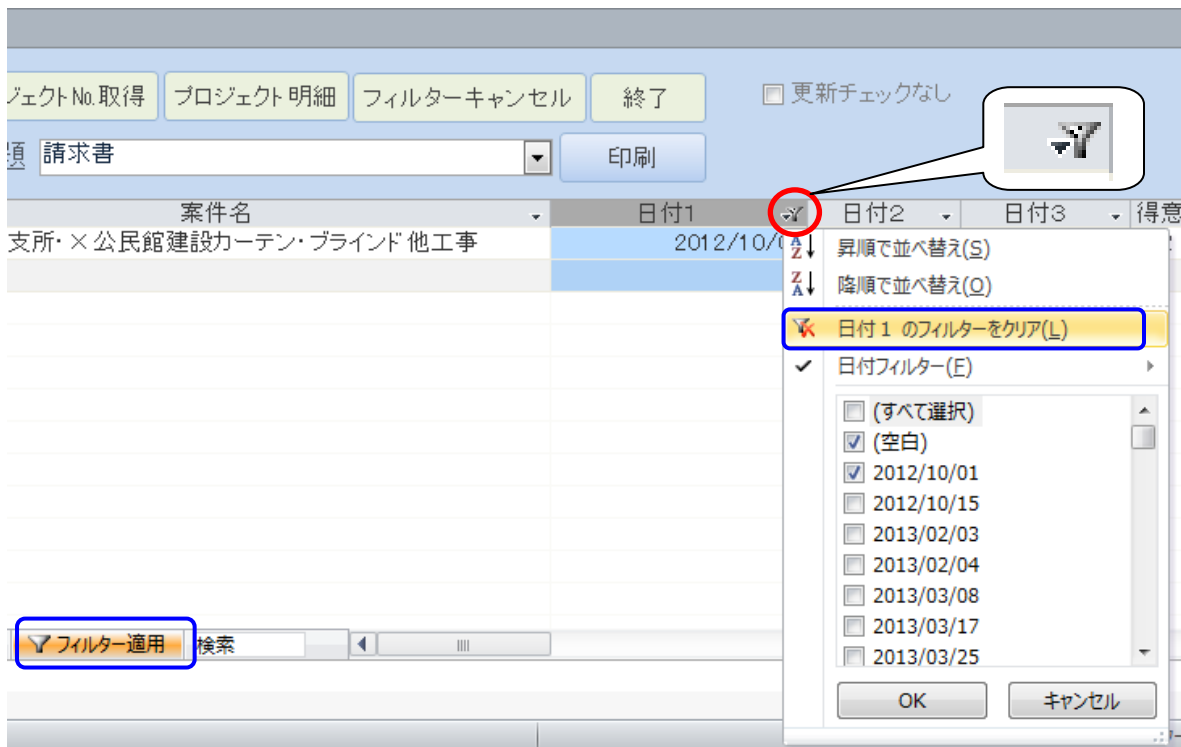 ジェクト№取得 プロジェクト明細 フィルターキャンセル 終了 更新チェックなし
題 請求書 印刷
案件名 日付1 日付2 日付3 得意
支所・×公民館建設カーテン・ブラインド他工事 2012/10/0
昇順で並べ替え(S)
降順で並べ替え(O)
日付1 のフィルターをクリア(L)
日付フィルター(F)
(すべて選択)
(空白)
2012/10/01
2012/10/15
2013/02/03
2013/02/04
2013/03/08
2013/03/17
2013/03/25
フィルター適用 検索
OK キャンセル